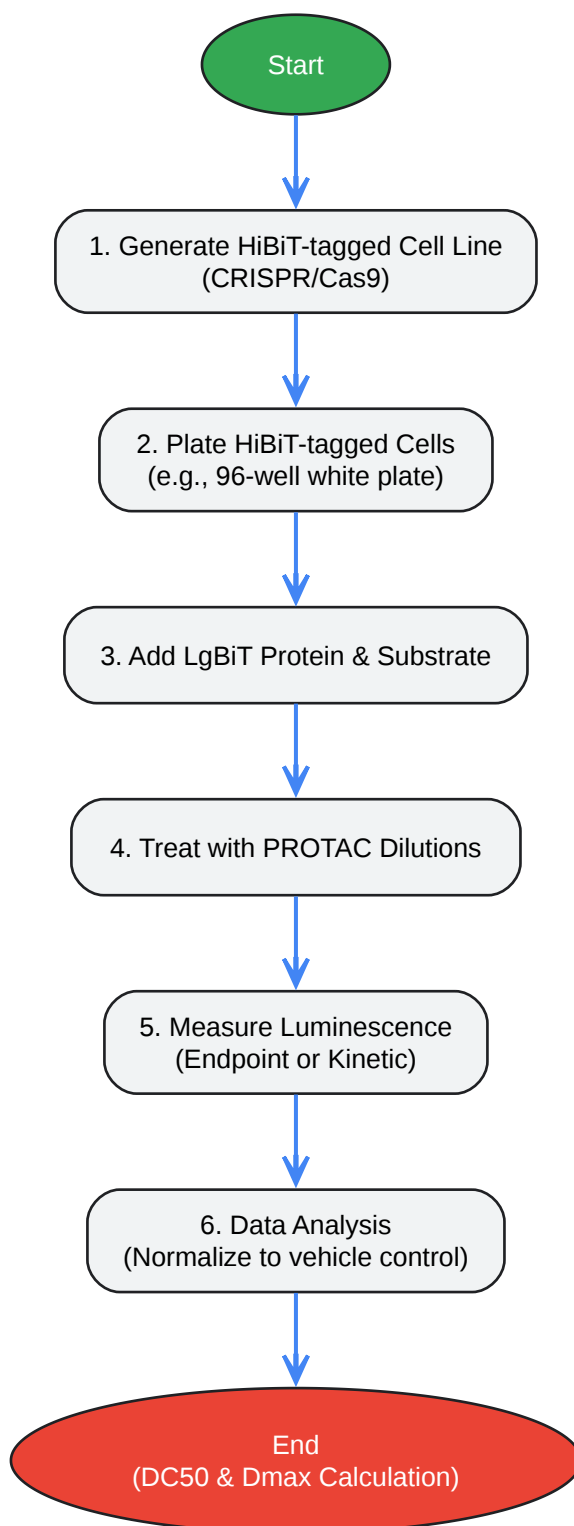 Start
1. Generate HiBiT-tagged Cell Line
(CRISPR/Cas9)
2. Plate HiBiT-tagged Cells
(e.g., 96-well white plate)
3. Add LgBiT Protein & Substrate
4. Treat with PROTAC Dilutions
5. Measure Luminescence
(Endpoint or Kinetic)
6. Data Analysis
(Normalize to vehicle control)
End
(DC50 & Dmax Calculation)